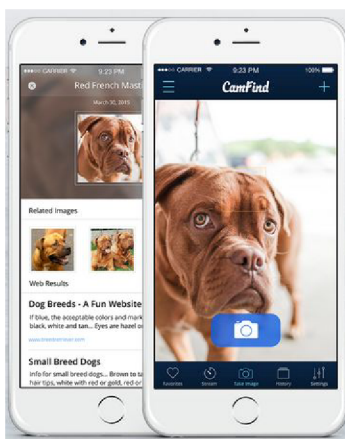 CARRIER 9:23 PM
Red French Masti
March 30, 2015
Related Images
Web Results
Dog Breeds - A Fun Website
If blue, the acceptable colors and mark
black, white and tan... Eyes are hazel or
Small Breed Dogs
Info for small breed dogs... Brown to ta
hair tips, white with red or gold, red or
CARRIER 9:23 PM 100%
CamFind
Favorites Stream Take Image History Settings